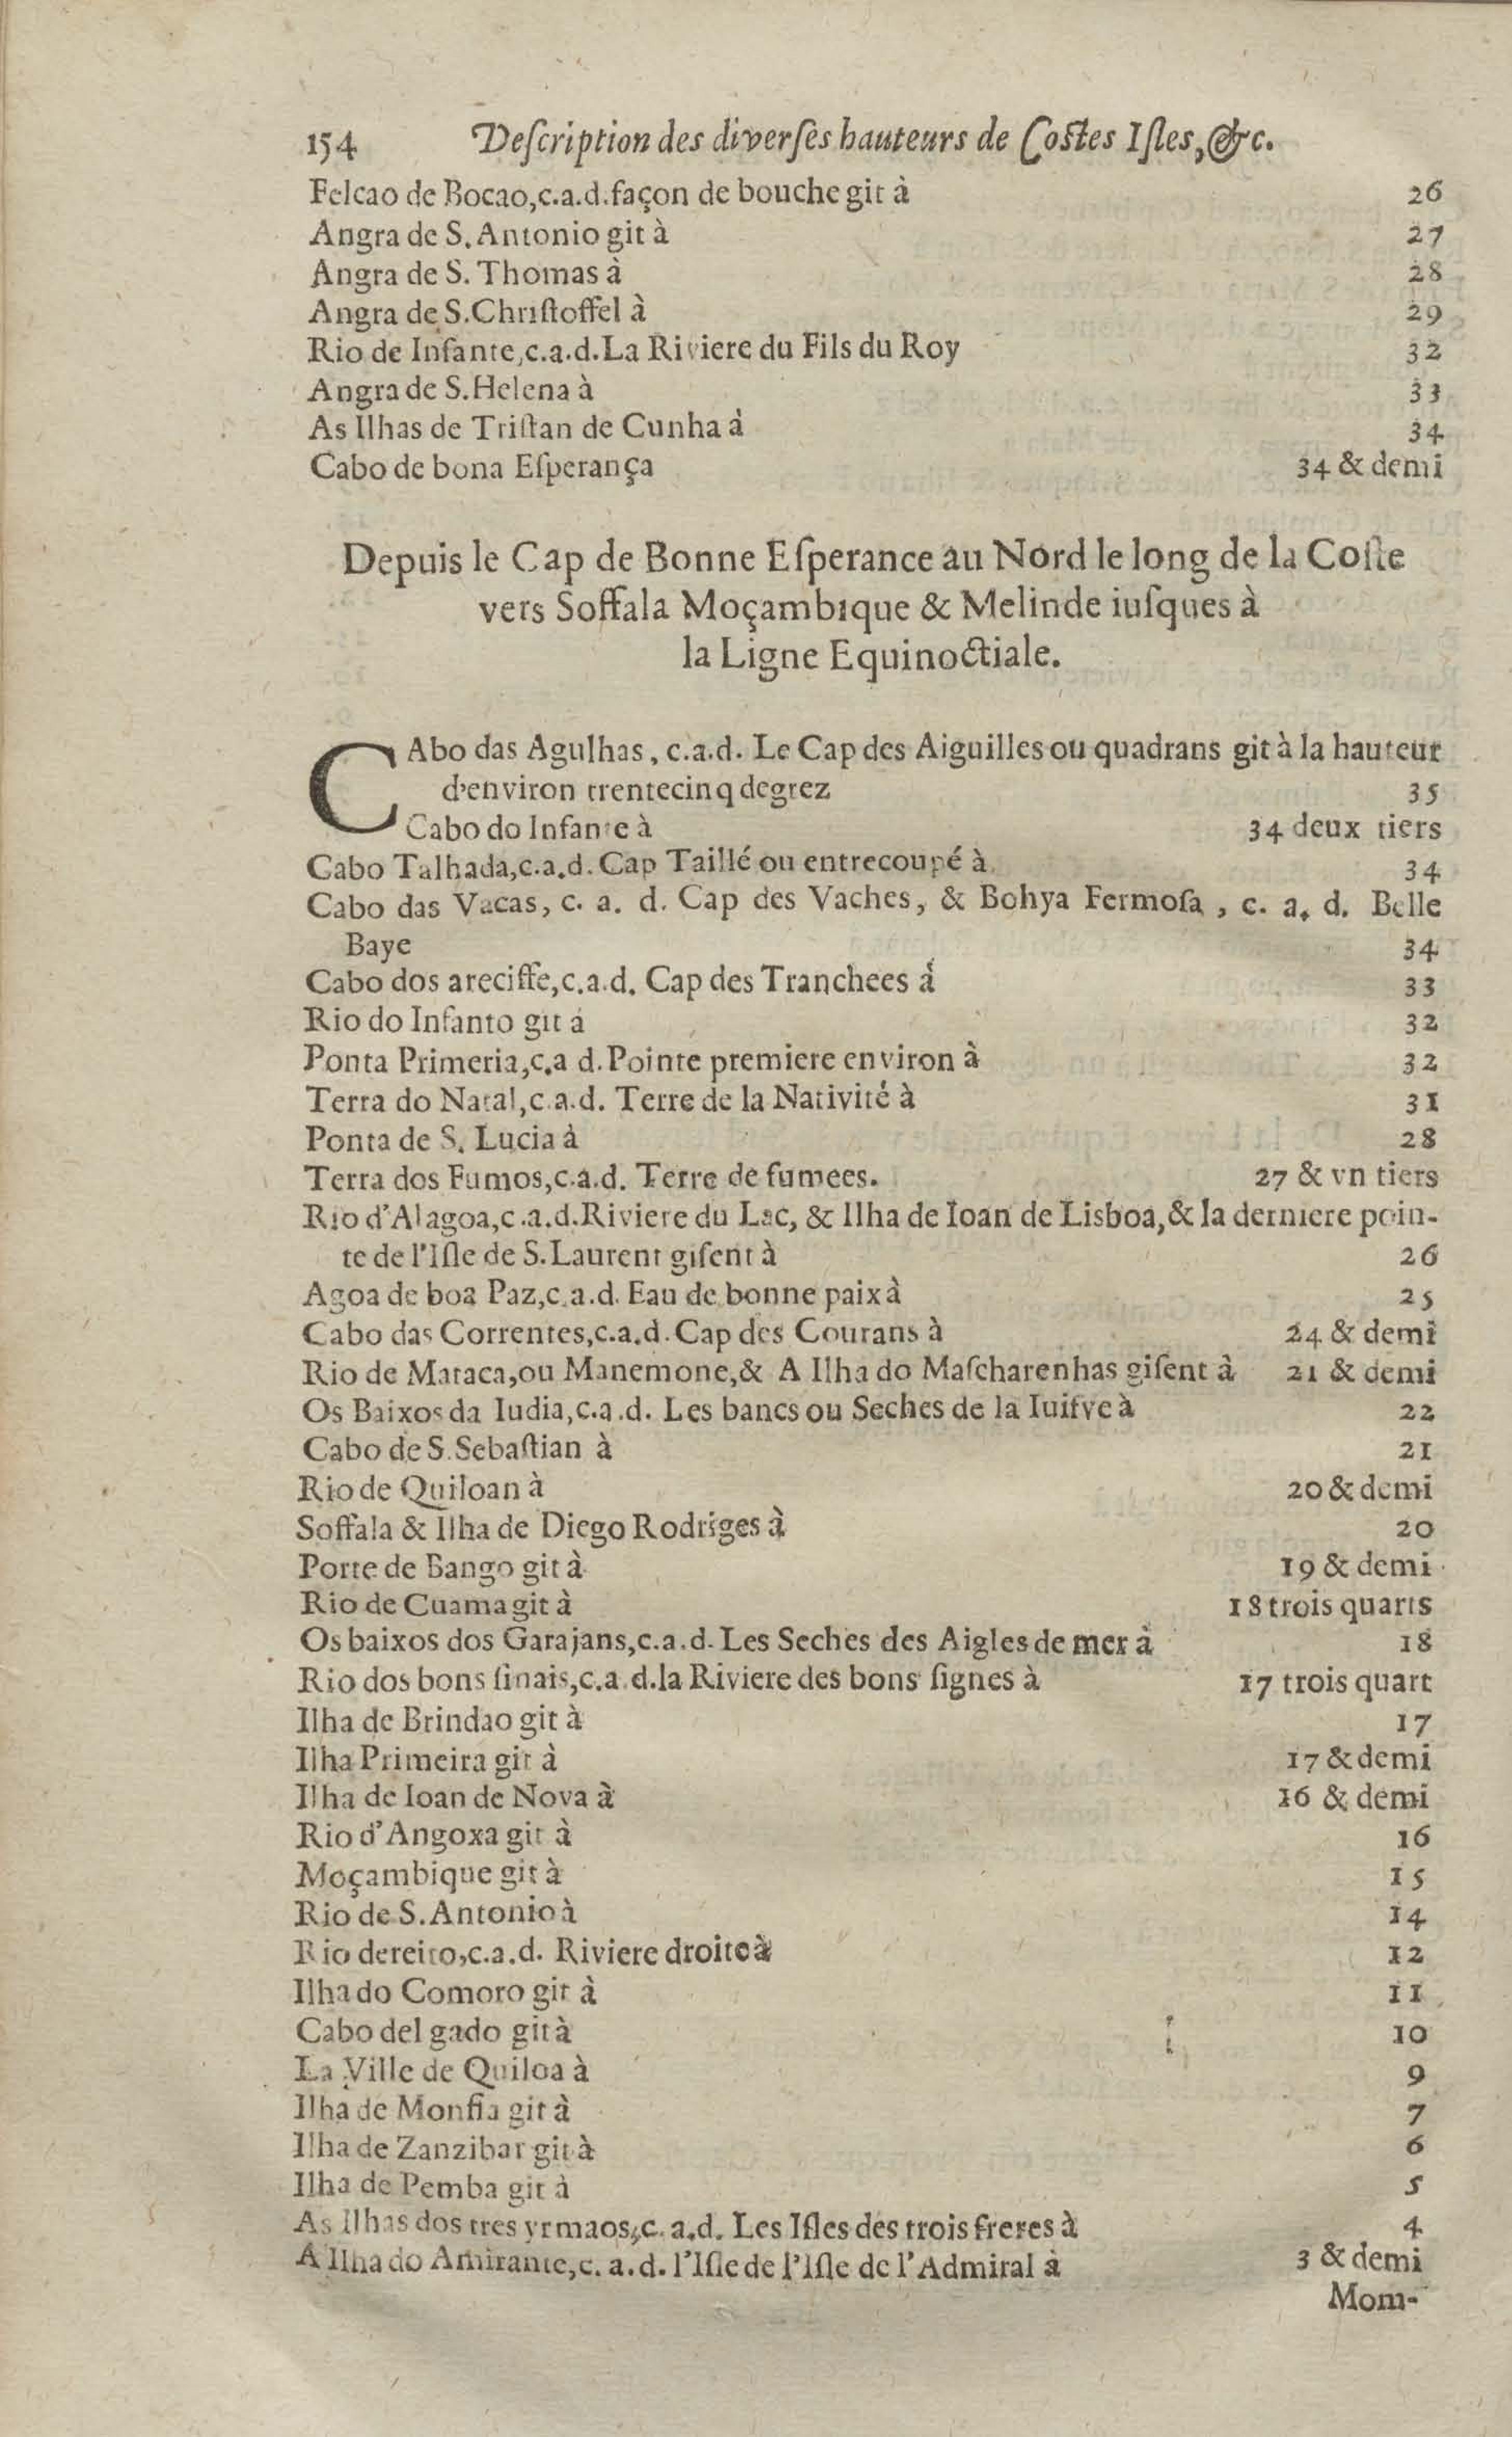 154 Deſcription des diverſes hauteurs de Coſtes Iſles, &c.
Felcao de Bocao, c.a.d. façon de bouche git à 26
Angra de S. Antonio git à 27
Angra de S. Thomas à 28
Angra de S. Chriſtoffel à 29
Rio de Infante, c.a.d. La Riviere du Fils du Roy 32
Angra de S. Helena à 33
As Ilhas de Triſtan de Cunha à 34
Cabo de bona Eſperança 34 & demi
Depuis le Cap de Bonne Eſperance au Nord le long de la Coſte
vers Soffala Moçambique & Melinde iuſques à
la Ligne Equinoctiale.
CAbo das Agulhas, c.a.d. Le Cap des Aiguilles ou quadrans git à la hauteur
d'environ trentecinq degrez 35
Cabo do Infante à 34 deux tiers
Cabo Talhada, c.a.d. Cap Taillé ou entrecoupé à 34
Cabo das Vacas, c. a. d. Cap des Vaches, & Bohya Fermoſa, c. a. d. Belle
Baye 34
Cabo dos areciffe, c.a.d. Cap des Tranchees á 33
Rio do Infanto git á 32
Ponta Primeria, c.a d. Pointe premiere environ à 32
Terra do Natal, c.a.d. Terre de la Nativité à 31
Ponta de S. Lucia à 28
Terra dos Fumos, c.a.d. Terre de fumees. 27 & vn tiers
Rio d'Alagoa, c.a.d. Riviere du Lac, & Ilha de Ioan de Lisboa, & la derniere poin-
te de l'Iſle de S. Laurent giſent à 26
Agoa de boa Paz, c.a.d. Eau de bonne paix à 25
Cabo das Correntes, c.a.d. Cap des Courans à 24 & demi
Rio de Mataca, ou Manemone, & A Ilha do Maſcharenhas giſent à 21 & demi
Os Baixos da Iudia, c.a.d. Les bancs ou Seches de la Iuifve à 22
Cabo de S. Sebaſtian à 21
Rio de Quiloan à 20 & demi
Soffala & Ilha de Diego Rodriges à 20
Porte de Bango git à 19 & demi
Rio de Cuama git à 18 trois quarts
Os baixos dos Garajans, c.a.d. Les Seches des Aigles de mer à 18
Rio dos bons ſinais, c.a.d. la Riviere des bons ſignes à 17 trois quart
Ilha de Brindao git à 17
Ilha Primeira git à 17 & demi
Ilha de Ioan de Nova à 16 & demi
Rio d'Angoxa git à 16
Moçambique git à 15
Rio de S. Antonio à 14
Rio dereito, c.a.d. Riviere droite à 12
Ilha do Comoro git à 11
Cabo del gado git à 10
La Ville de Quiloa à 9
Ilha de Monfia git à 7
Ilha de Zanzibar git à 6
Ilha de Pemba git à 5
As Ilhas dos tres yrmaos, c. a.d. Les Iſles des trois freres à 4
A Ilha do Amirante, c. a.d. l'Iſle de l'Iſle de l'Admiral à 3 & demi
Mom-